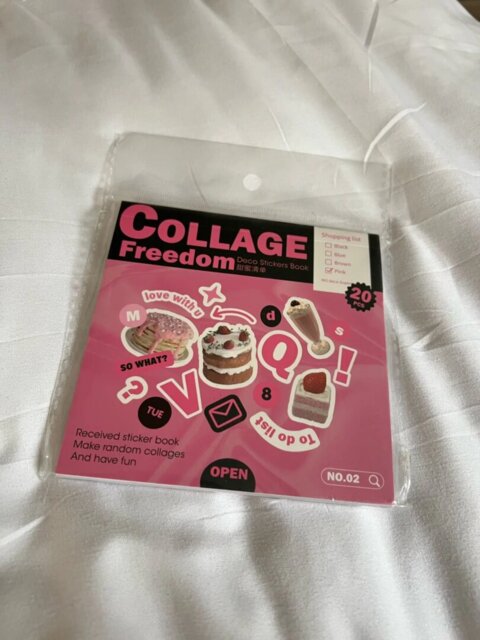 COLLAGE
Freedom
Deco Stickers Book
甜蜜清单
Shopping list
Black
Blue
Brown
Pink
20
PCS
love with u
M
d
s
SO WHAT?
Q
!
?
V
8
TUE
To do list
Received sticker book
Make random collages
And have fun
OPEN
NO.02